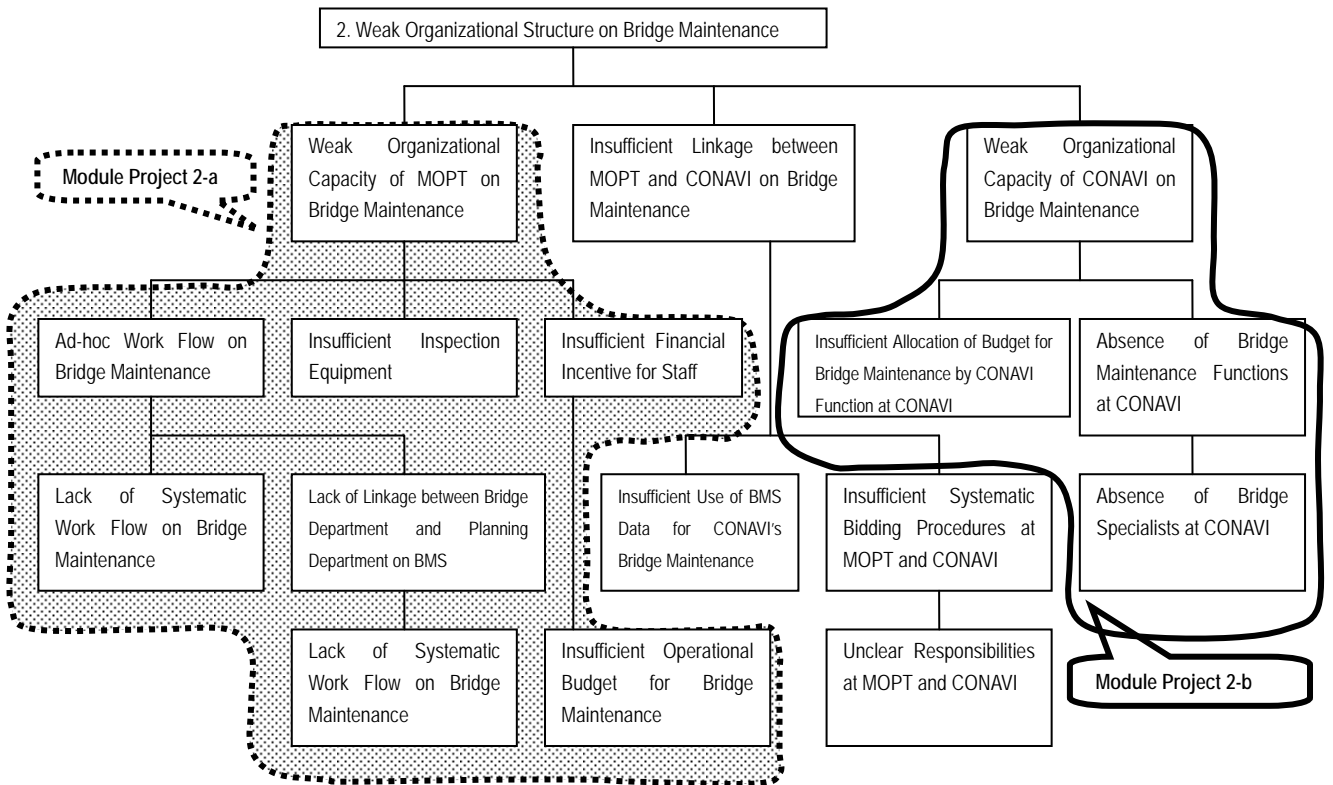 2. Weak Organizational Structure on Bridge Maintenance
Weak Organizational
Capacity of MOPT on
Bridge Maintenance
Insufficient Linkage between
MOPT and CONAVI on Bridge
Maintenance
Weak Organizational
Capacity of CONAVI on
Bridge Maintenance
Module Project 2-a
Ad-hoc Work Flow on
Bridge Maintenance
Insufficient Inspection
Equipment
Insufficient Financial
Incentive for Staff
Insufficient Allocation of Budget for
Bridge Maintenance by CONAVI
Function at CONAVI
Absence of Bridge
Maintenance Functions
at CONAVI
Lack of Systematic
Work Flow on Bridge
Maintenance
Lack of Linkage between Bridge
Department and Planning
Department on BMS
Insufficient Use of BMS
Data for CONAVI's
Bridge Maintenance
Insufficient Systematic
Bidding Procedures at
MOPT and CONAVI
Absence of Bridge
Specialists at CONAVI
Lack of Systematic
Work Flow on Bridge
Maintenance
Insufficient Operational
Budget for Bridge
Maintenance
Unclear Responsibilities
at MOPT and CONAVI
Module Project 2-b